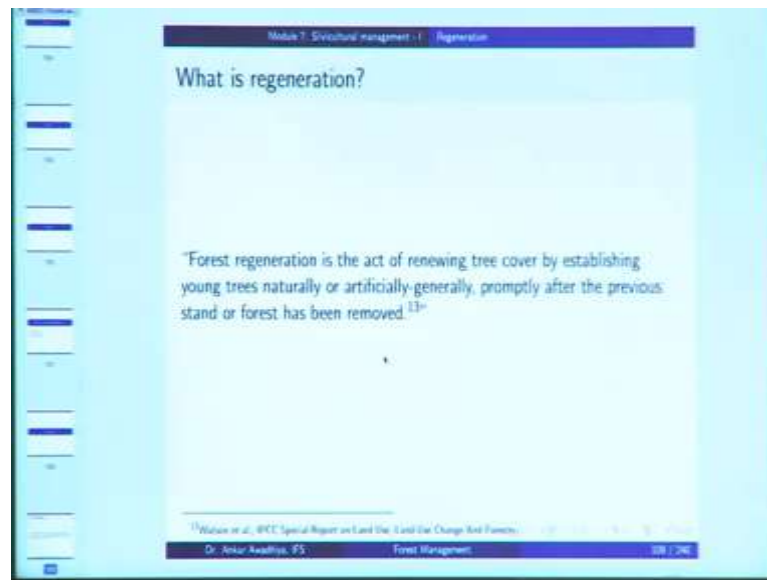 Module 7: Silvicultural management - I Regeneration
What is regeneration?
"Forest regeneration is the act of renewing tree cover by establishing
young trees naturally or artificially-generally, promptly after the previous
stand or forest has been removed.13"
13Watson et al., IPCC Special Report on Land Use, Land-Use Change And Forestry.
Dr. Ankur Awadhiya, IFS Forest Management